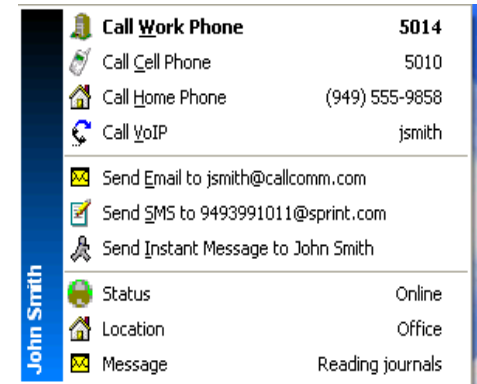 John Smith
Call Work Phone 5014
Call Cell Phone 5010
Call Home Phone (949) 555-9858
Call VoIP jsmith
Send Email to jsmith@callcomm.com
Send SMS to 9493991011@sprint.com
Send Instant Message to John Smith
Status Online
Location Office
Message Reading journals